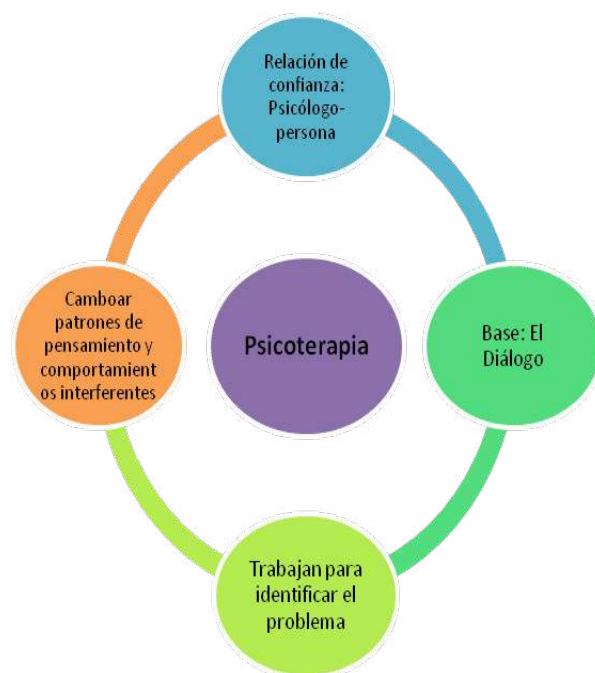 Relación de
confianza:
Psicólogo-
persona
Camboar
patrones de
pensamiento y
comportamient
os interferentes
Psicoterapia
Base: El
Diálogo
Trabajan para
identificar el
problema